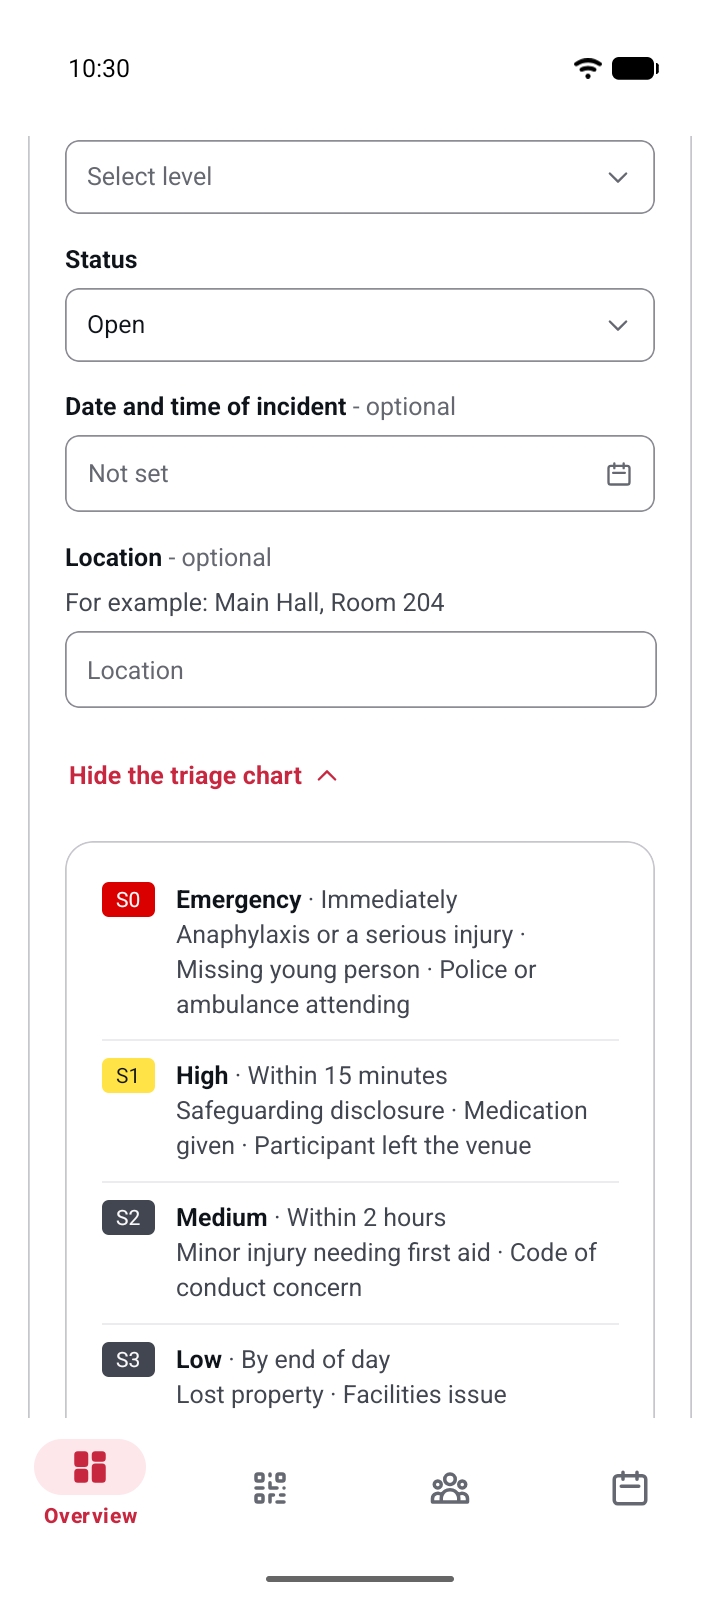 10:30
Select level
Status
Open
Date and time of incident - optional
Not set
Location - optional
For example: Main Hall, Room 204
Location
Hide the triage chart
S0 Emergency · Immediately
Anaphylaxis or a serious injury ·
Missing young person · Police or
ambulance attending
S1 High · Within 15 minutes
Safeguarding disclosure · Medication
given · Participant left the venue
S2 Medium · Within 2 hours
Minor injury needing first aid · Code of
conduct concern
S3 Low · By end of day
Lost property · Facilities issue
Overview